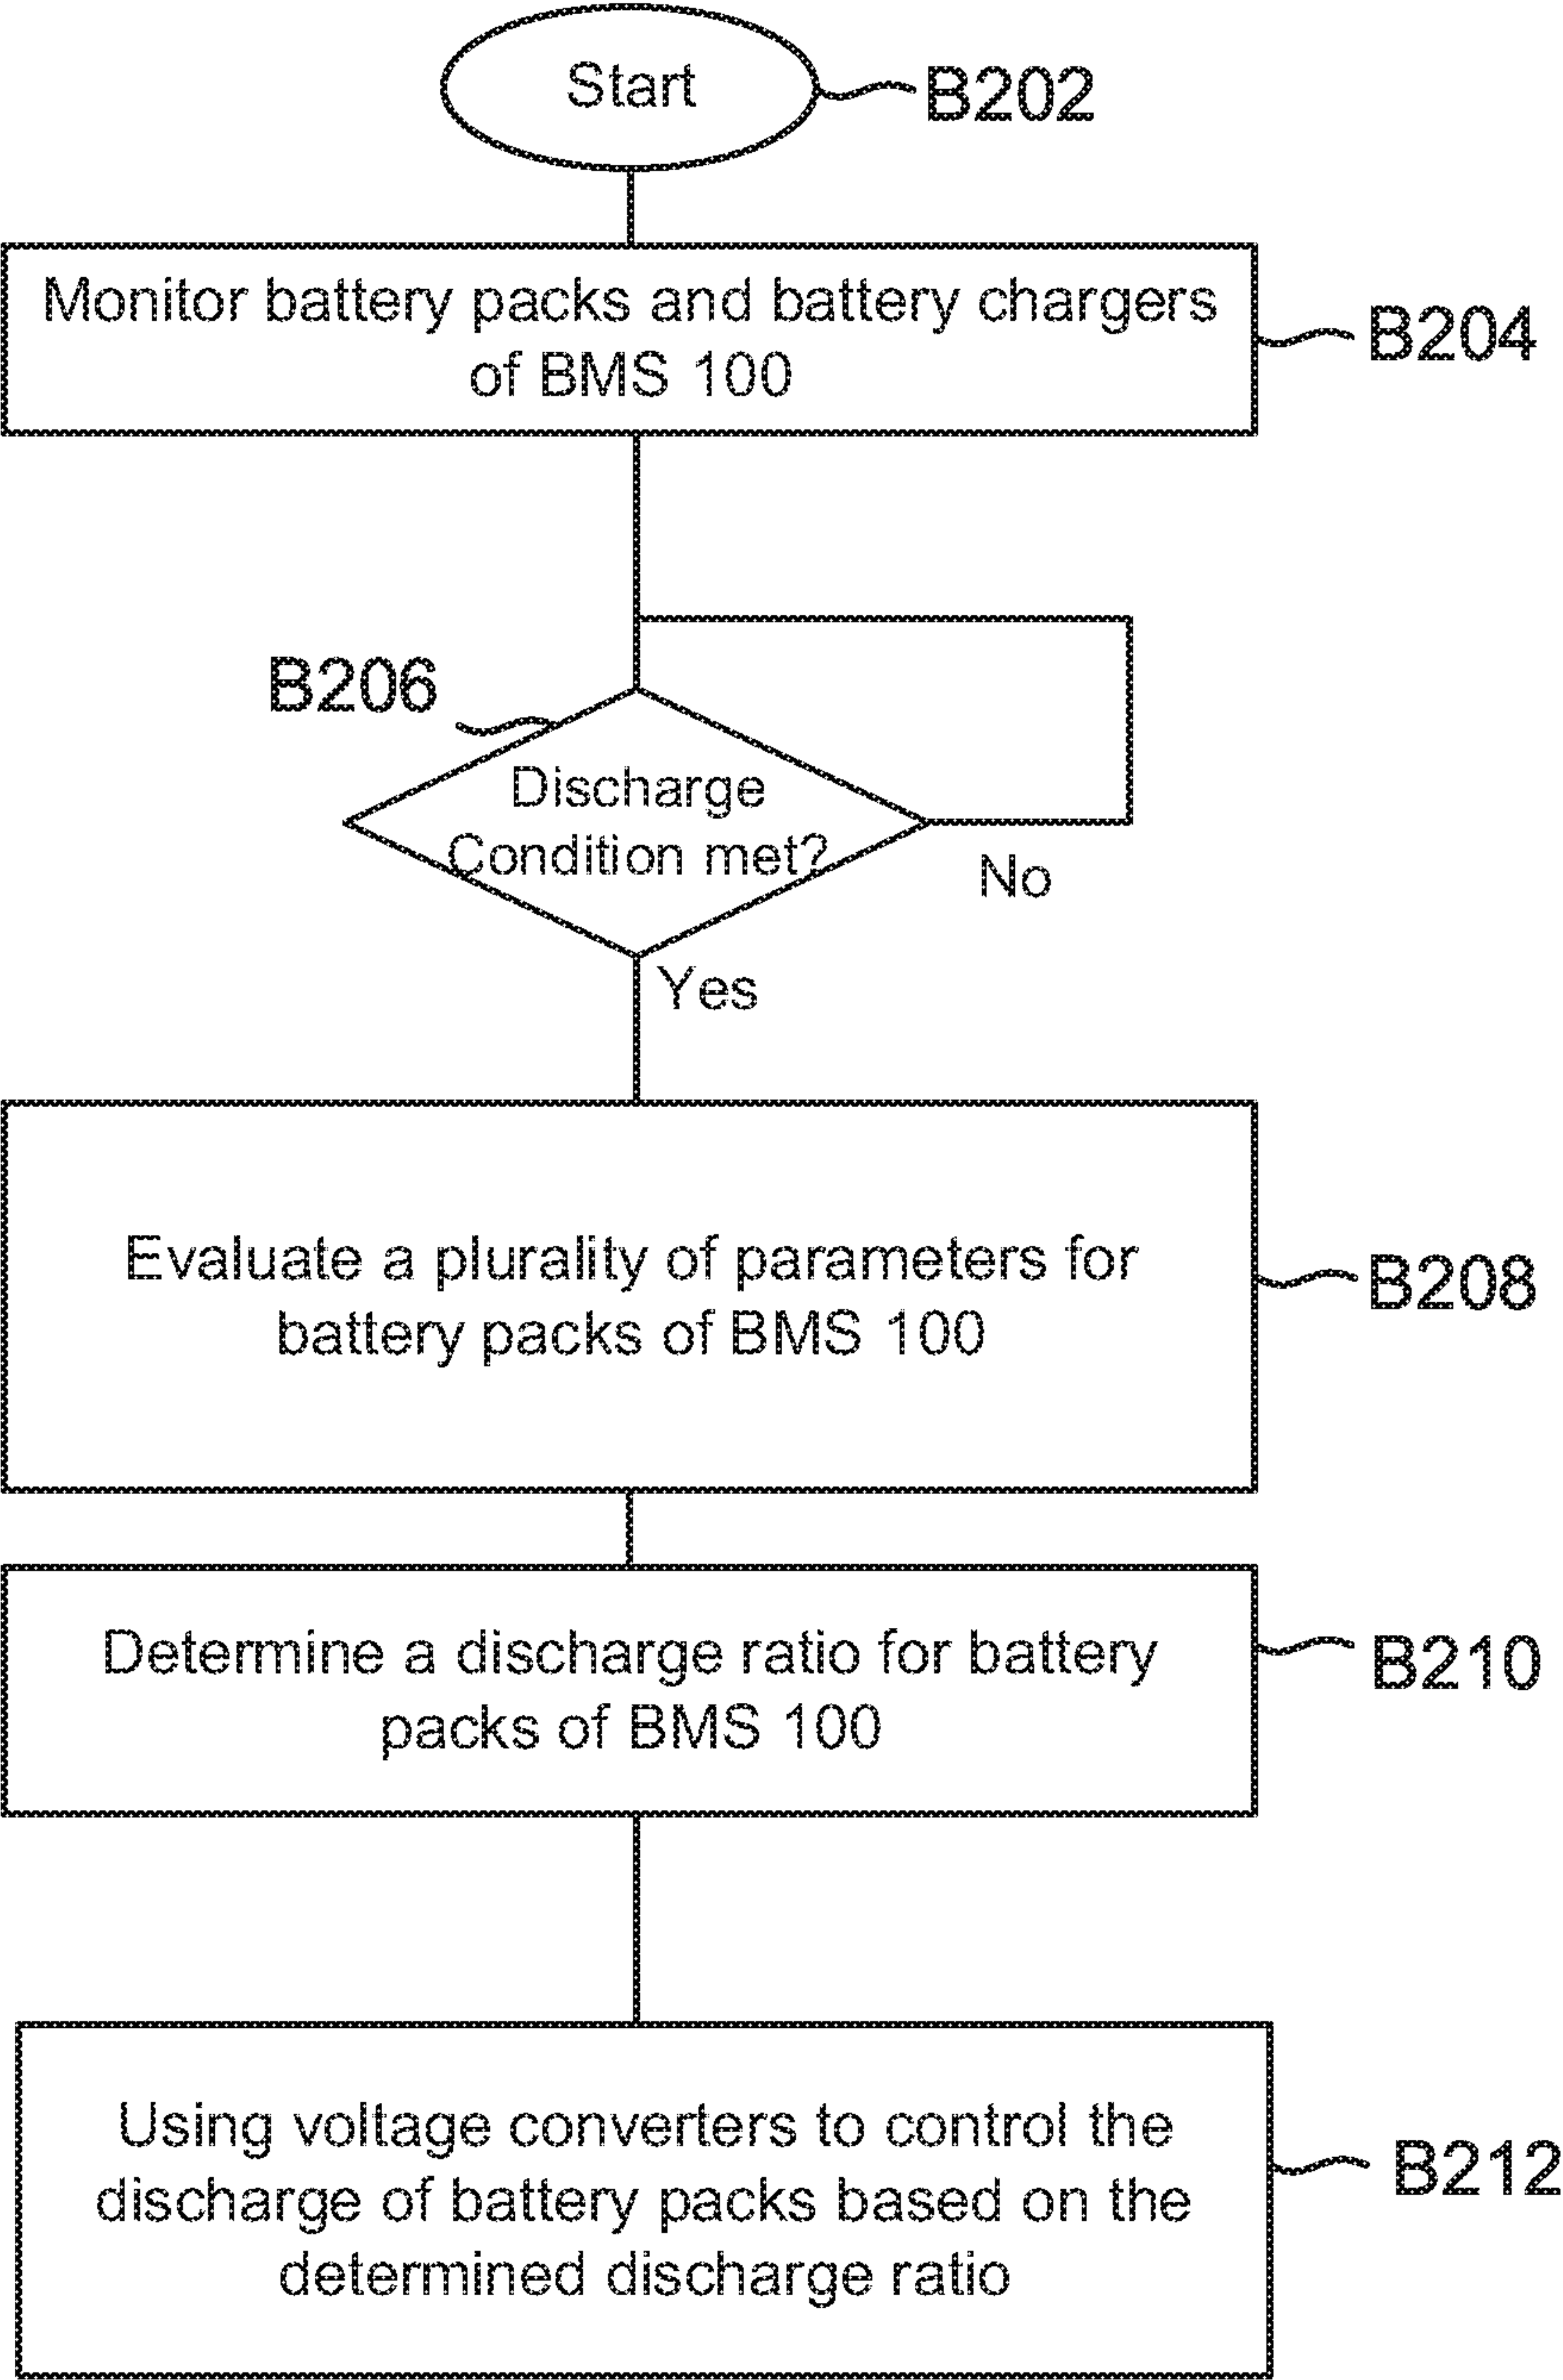 Start
B202
Monitor battery packs and battery chargers
of BMS 100
B204
B206
Discharge
Condition met?
No
Yes
Evaluate a plurality of parameters for
battery packs of BMS 100
B208
Determine a discharge ratio for battery
packs of BMS 100
B210
Using voltage converters to control the
discharge of battery packs based on the
determined discharge ratio
B212